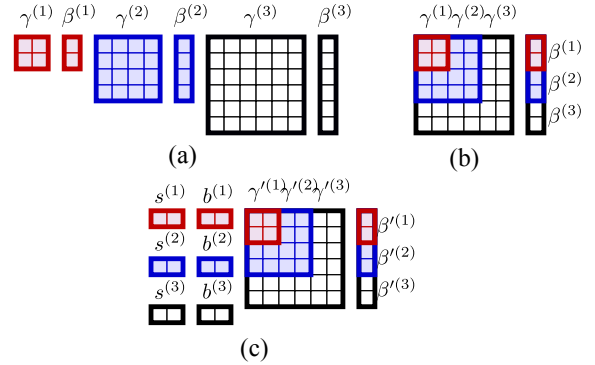 γ⁽¹⁾ β⁽¹⁾ γ⁽²⁾ β⁽²⁾ γ⁽³⁾ β⁽³⁾
(a)
γ⁽¹⁾ γ⁽²⁾ γ⁽³⁾
β⁽¹⁾
β⁽²⁾
β⁽³⁾
(b)
s⁽¹⁾ b⁽¹⁾ γ′⁽¹⁾ γ′⁽²⁾ γ′⁽³⁾
β′⁽¹⁾
s⁽²⁾ b⁽²⁾ β′⁽²⁾
s⁽³⁾ b⁽³⁾ β′⁽³⁾
(c)